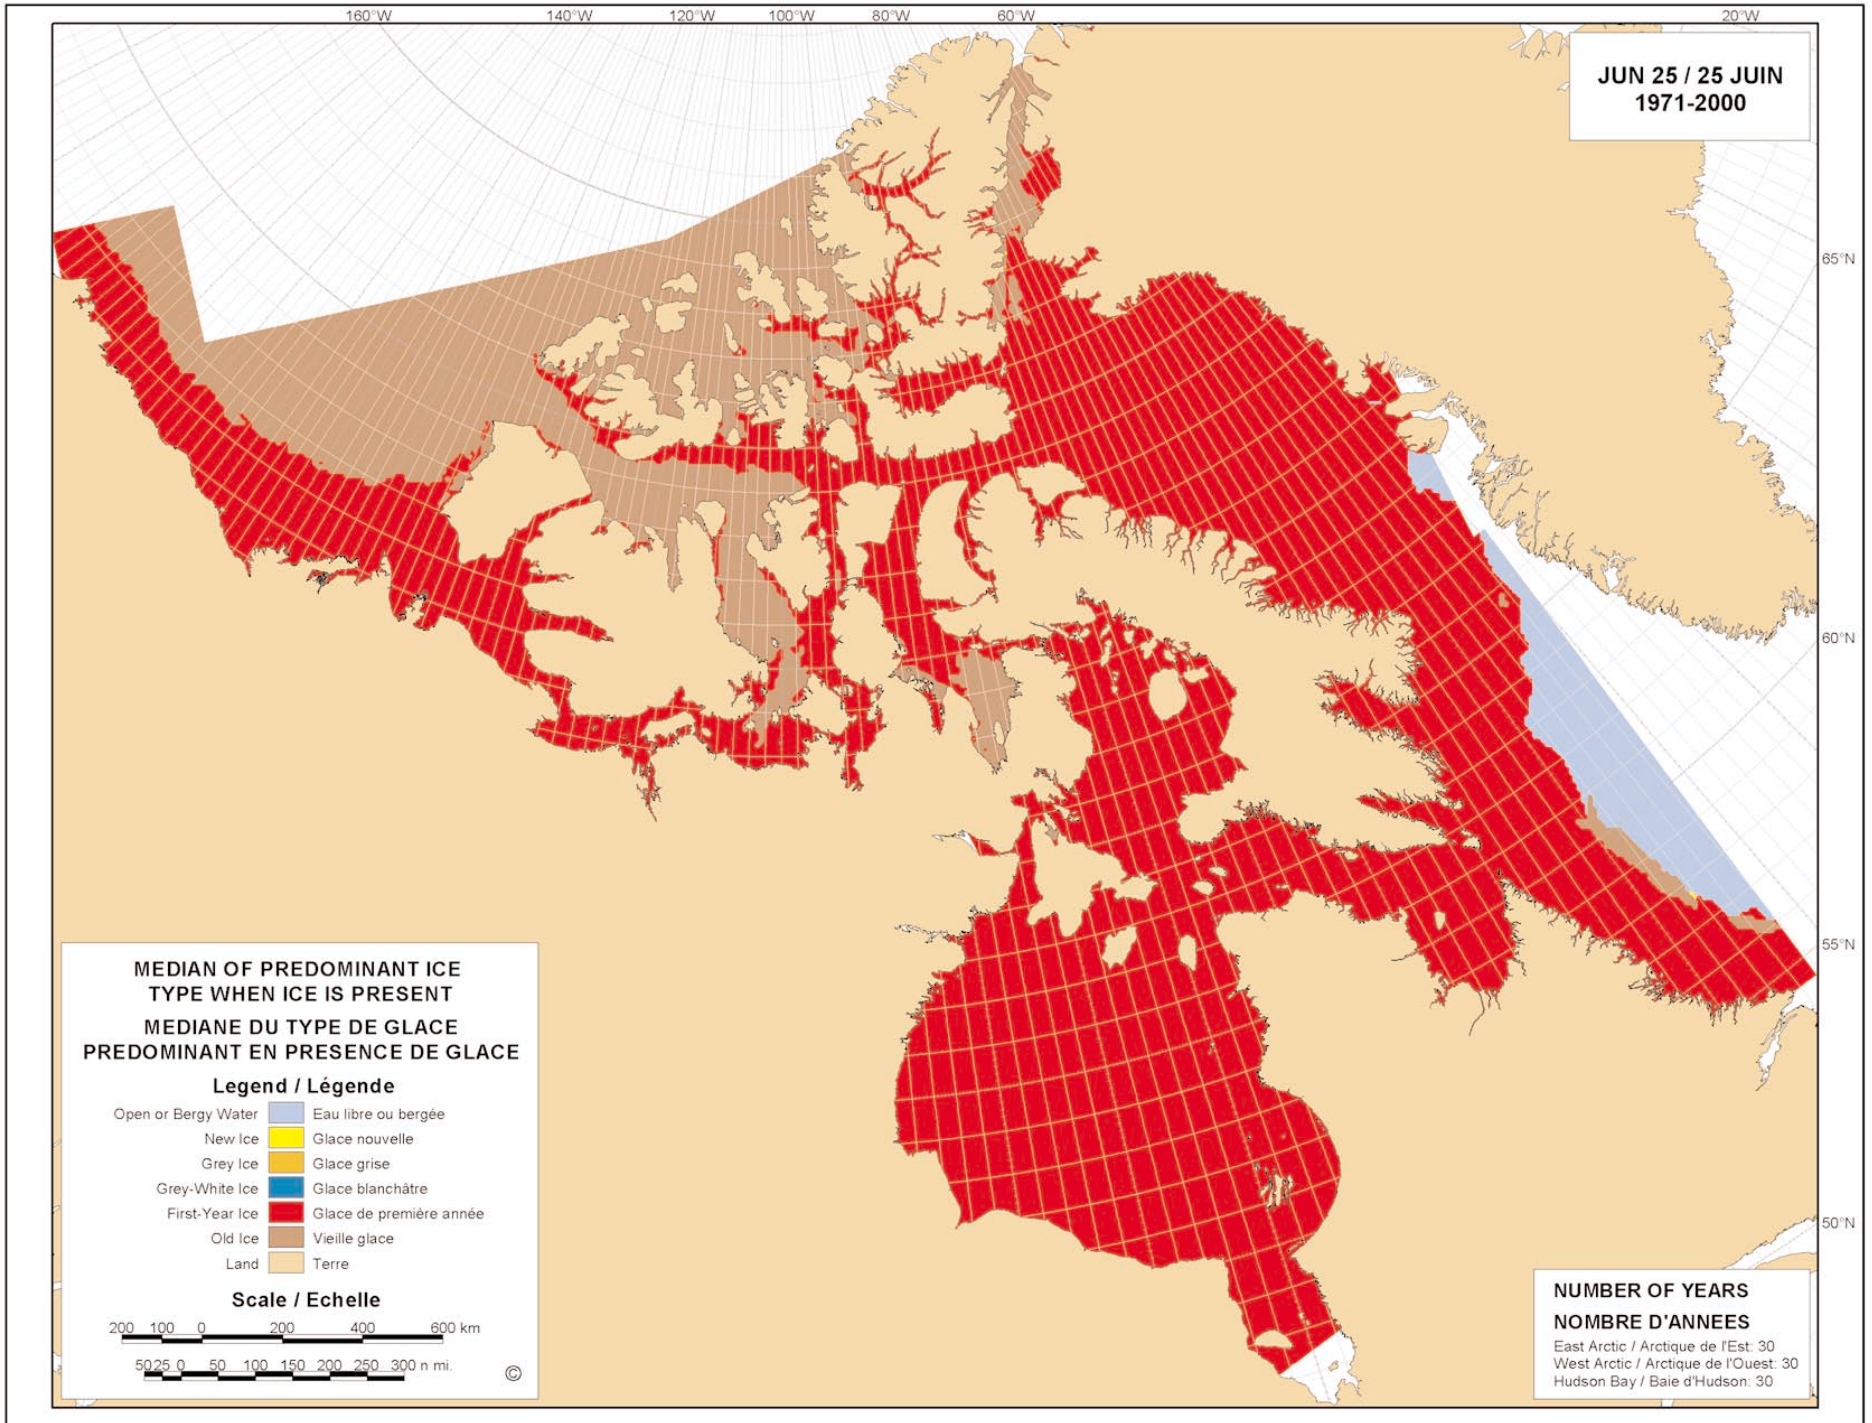 160°W 140°W 120°W 100°W 80°W 60°W 20°W
JUN 25 / 25 JUIN
1971-2000
65°N
60°N
55°N
50°N
MEDIAN OF PREDOMINANT ICE
TYPE WHEN ICE IS PRESENT
MEDIANE DU TYPE DE GLACE
PREDOMINANT EN PRESENCE DE GLACE
Legend / Légende
Open or Bergy Water Eau libre ou bergée
New Ice Glace nouvelle
Grey Ice Glace grise
Grey-White Ice Glace blanchâtre
First-Year Ice Glace de première année
Old Ice Vieille glace
Land Terre
Scale / Echelle
200 100 0 200 400 600 km
50 25 0 50 100 150 200 250 300 n mi.
©
NUMBER OF YEARS
NOMBRE D'ANNEES
East Arctic / Arctique de l'Est: 30
West Arctic / Arctique de l'Ouest: 30
Hudson Bay / Baie d'Hudson: 30